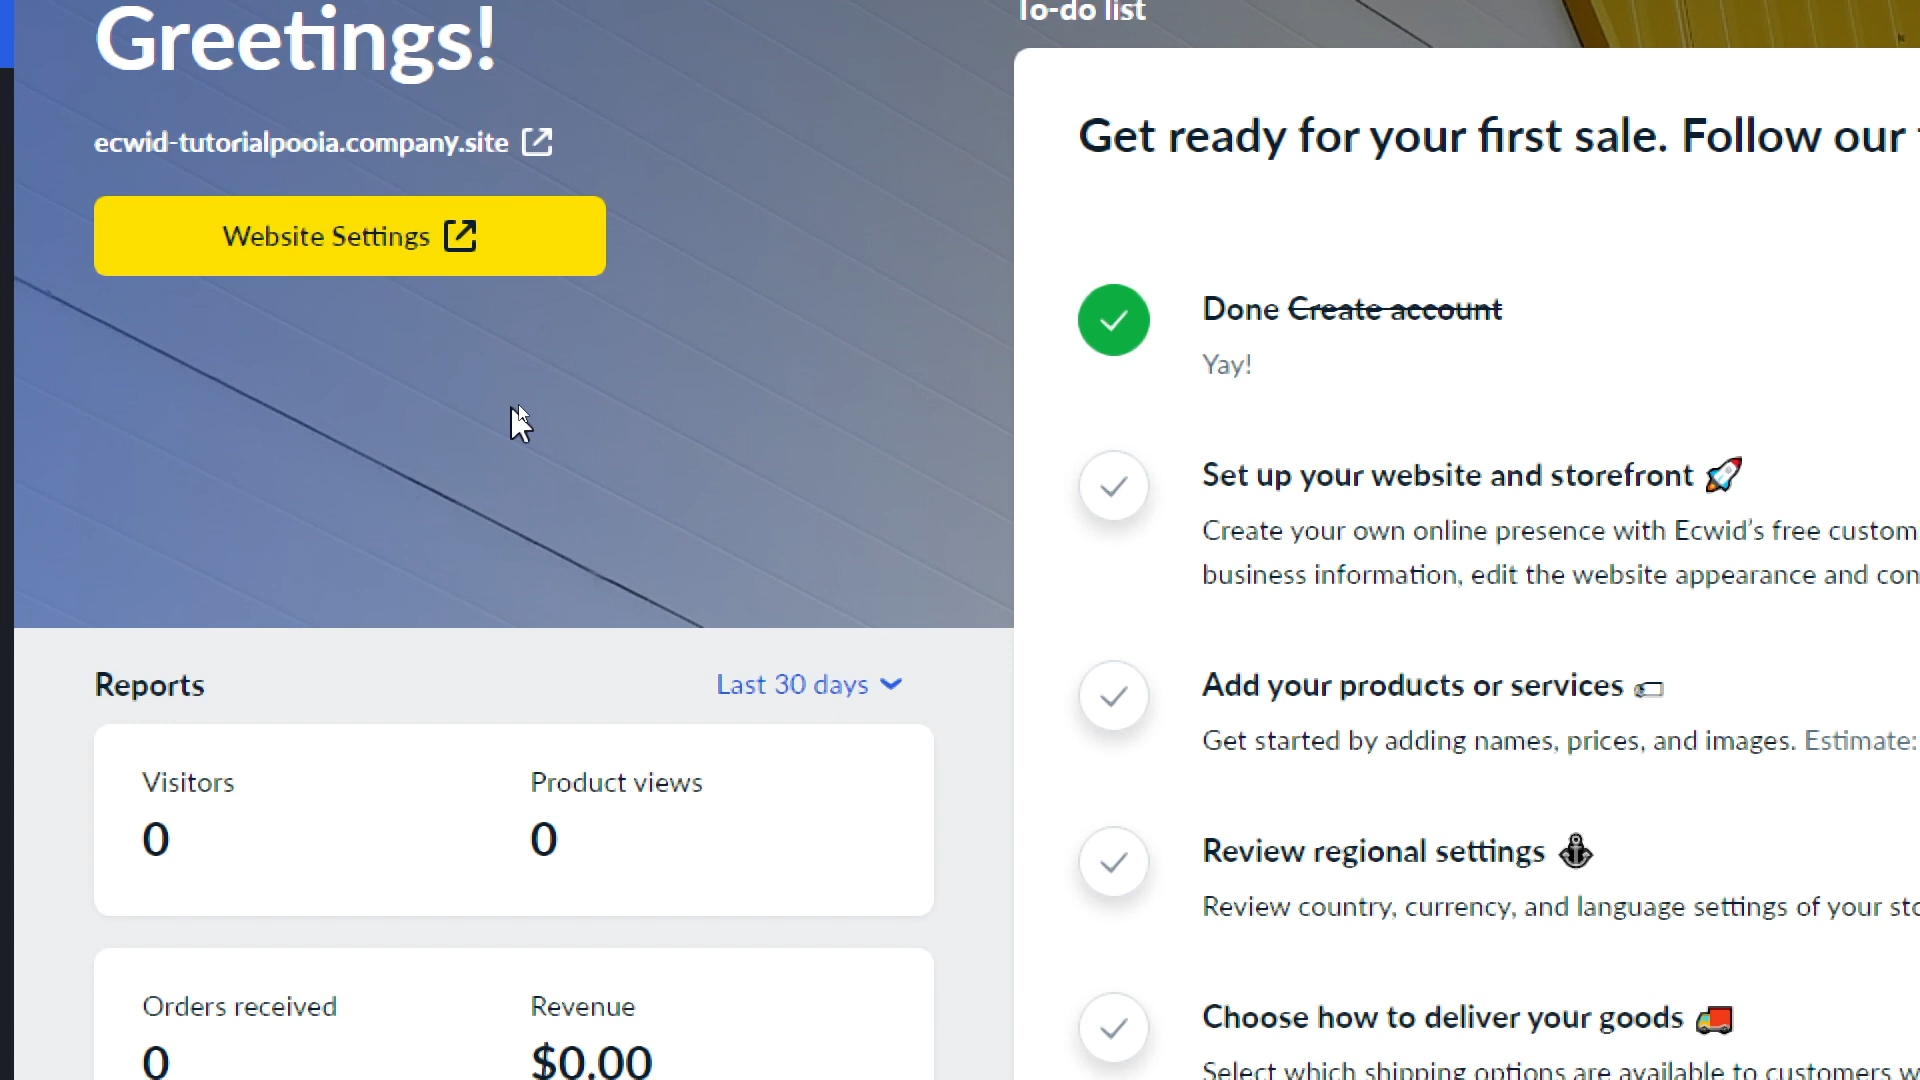 Greetings!
ecwid-tutorialpooia.company.site
Website Settings
Reports
Last 30 days
Visitors
0
Product views
0
Orders received
0
Revenue
$0.00
To-do list
Get ready for your first sale. Follow our
Done Create account
Yay!
Set up your website and storefront
Create your own online presence with Ecwid’s free custom
business information, edit the website appearance and con
Add your products or services
Get started by adding names, prices, and images. Estimate:
Review regional settings
Review country, currency, and language settings of your sto
Choose how to deliver your goods
Select which shipping options are available to customers w